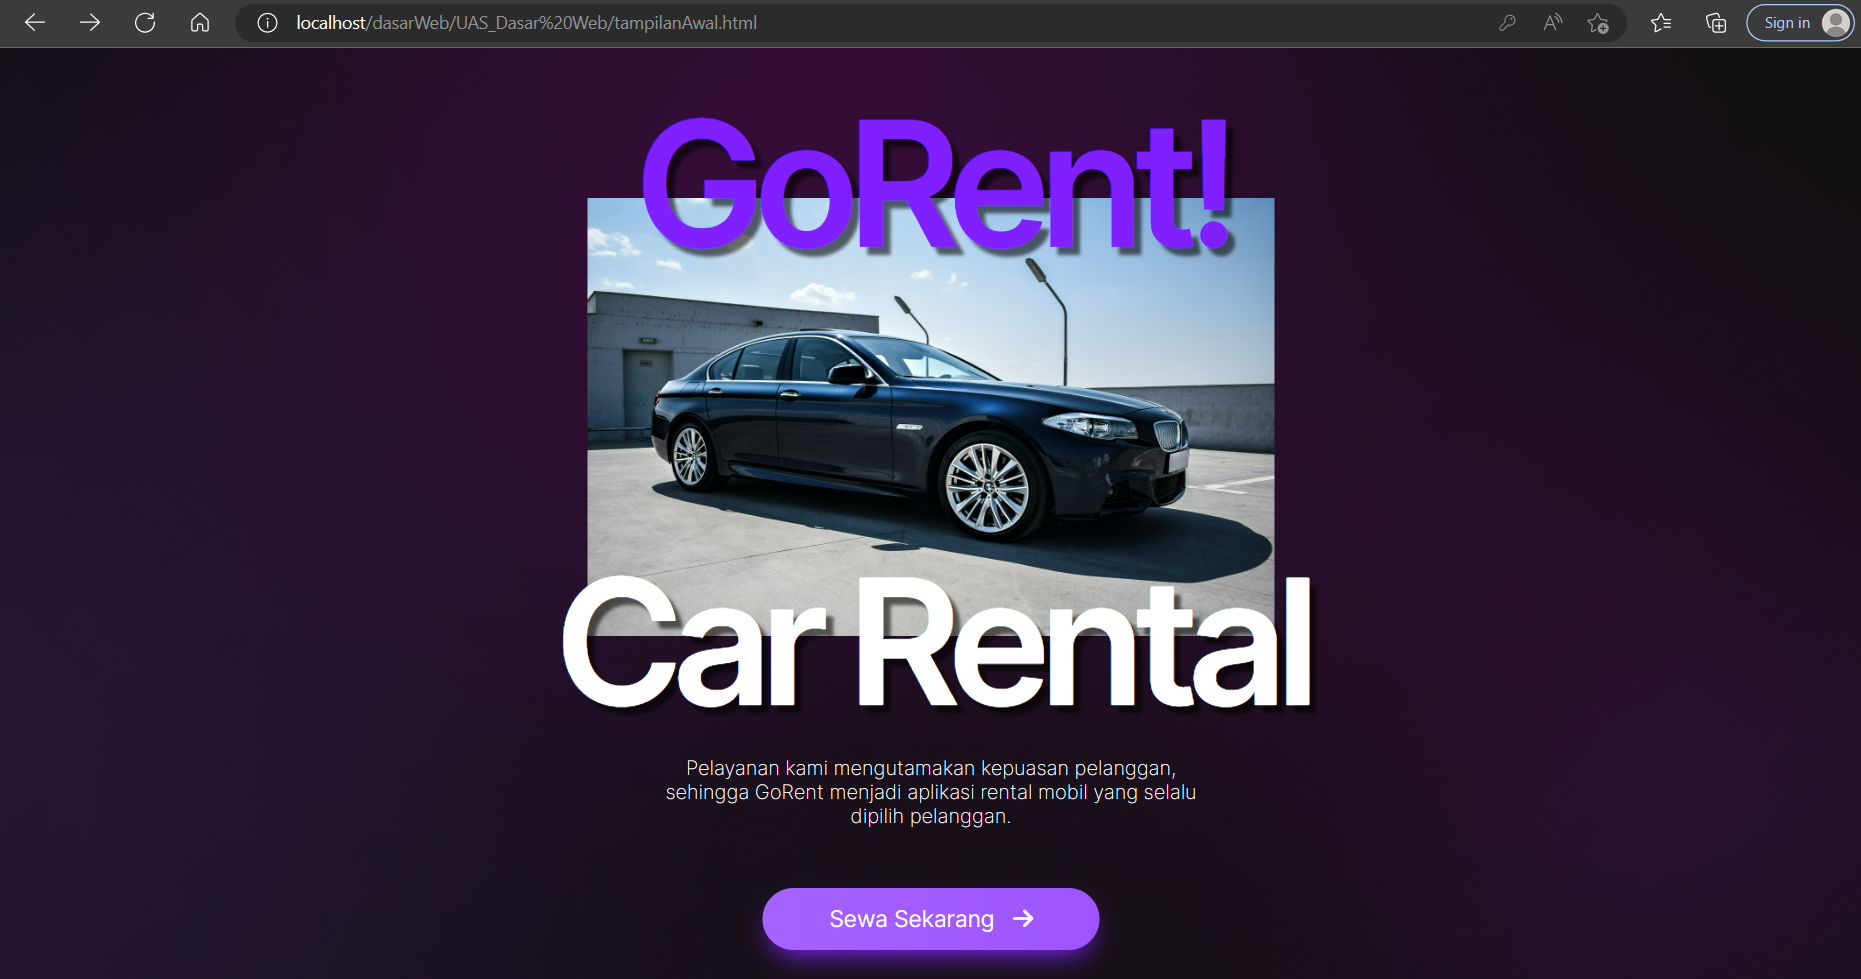 localhost/dasarWeb/UAS_Dasar%20Web/tampilanAwal.html
Sign in
GoRent!
EXIT
Car Rental
Pelayanan kami mengutamakan kepuasan pelanggan,
sehingga GoRent menjadi aplikasi rental mobil yang selalu
dipilih pelanggan.
Sewa Sekarang →